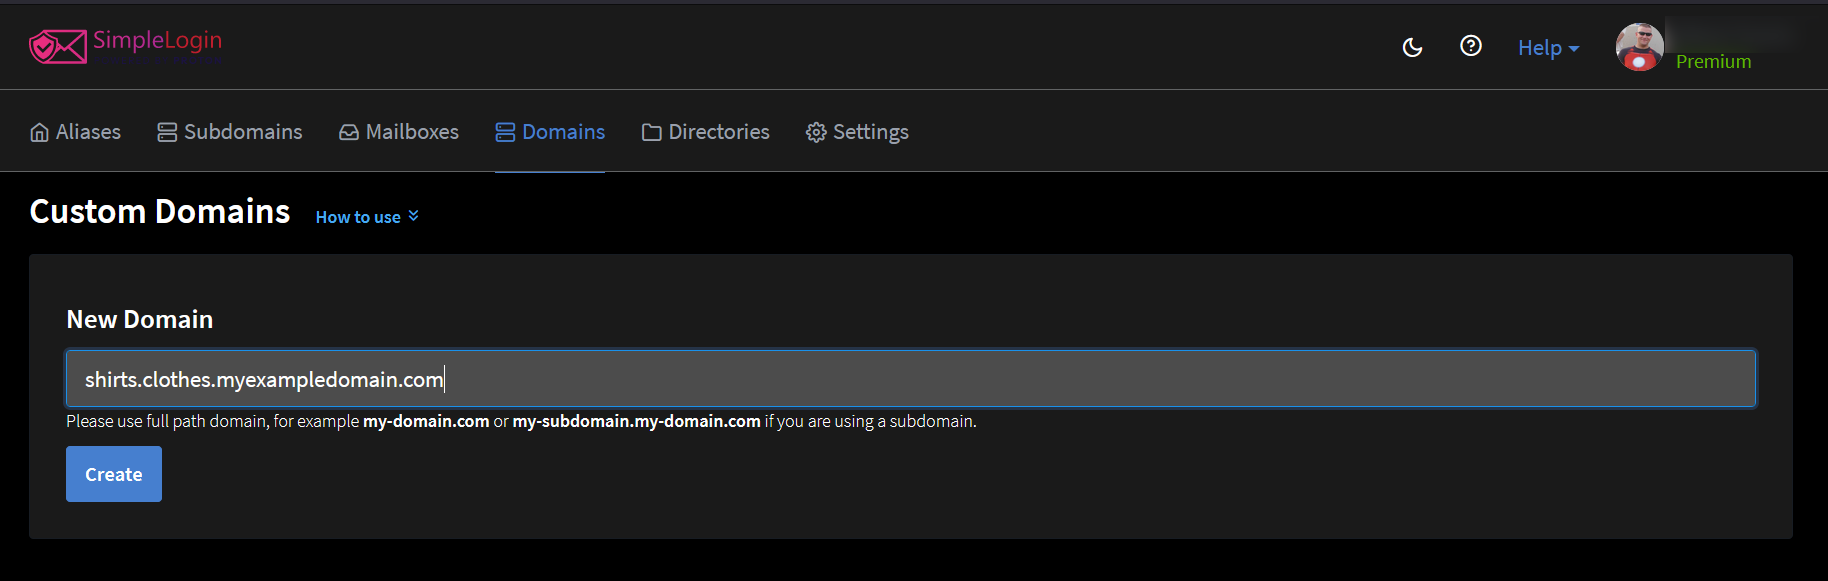 SimpleLogin
Help
Premium
Aliases Subdomains Mailboxes Domains Directories Settings
Custom Domains How to use
New Domain
shirts.clothes.myexampledomain.com
Please use full path domain, for example my-domain.com or my-subdomain.my-domain.com if you are using a subdomain.
Create